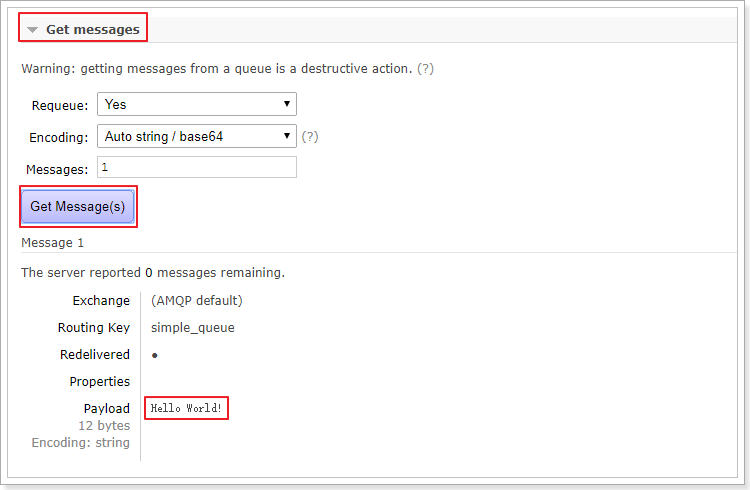 Get messages
Warning: getting messages from a queue is a destructive action. (?)
Requeue: Yes
Encoding: Auto string / base64 (?)
Messages: 1
Get Message(s)
Message 1
The server reported 0 messages remaining.
Exchange (AMQP default)
Routing Key simple_queue
Redelivered ●
Properties
Payload Hello World!
12 bytes
Encoding: string